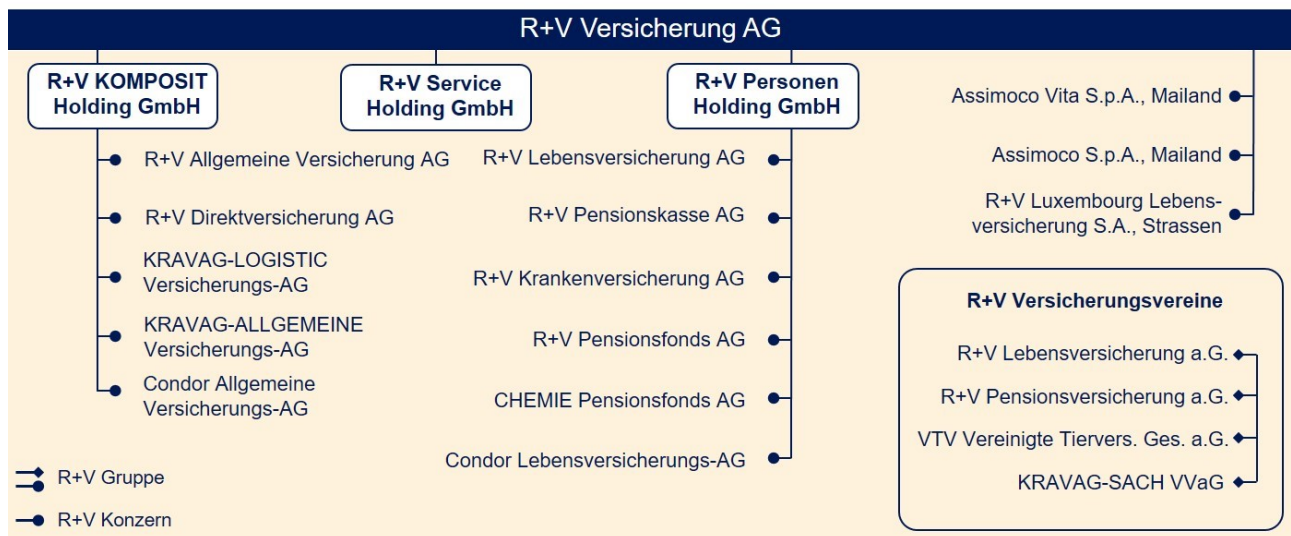 R+V Versicherung AG
R+V KOMPOSIT
Holding GmbH
R+V Allgemeine Versicherung AG
R+V Direktversicherung AG
KRAVAG-LOGISTIC
Versicherungs-AG
KRAVAG-ALLGEMEINE
Versicherungs-AG
Condor Allgemeine
Versicherungs-AG
R+V Service
Holding GmbH
R+V Personen
Holding GmbH
R+V Lebensversicherung AG
R+V Pensionskasse AG
R+V Krankenversicherung AG
R+V Pensionsfonds AG
CHEMIE Pensionsfonds AG
Condor Lebensversicherungs-AG
Assimoco Vita S.p.A., Mailand
Assimoco S.p.A., Mailand
R+V Luxembourg Lebens-
versicherung S.A., Strassen
R+V Versicherungsvereine
R+V Lebensversicherung a.G.
R+V Pensionsversicherung a.G.
VTV Vereinigte Tiervers. Ges. a.G.
KRAVAG-SACH VVaG
R+V Gruppe
R+V Konzern